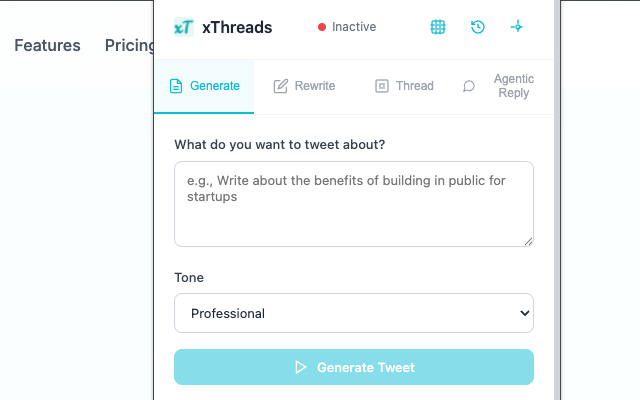 Features Pricing
xT xThreads Inactive
Generate Rewrite Thread Agentic Reply
What do you want to tweet about?
e.g., Write about the benefits of building in public for
startups
Tone
Professional
Generate Tweet